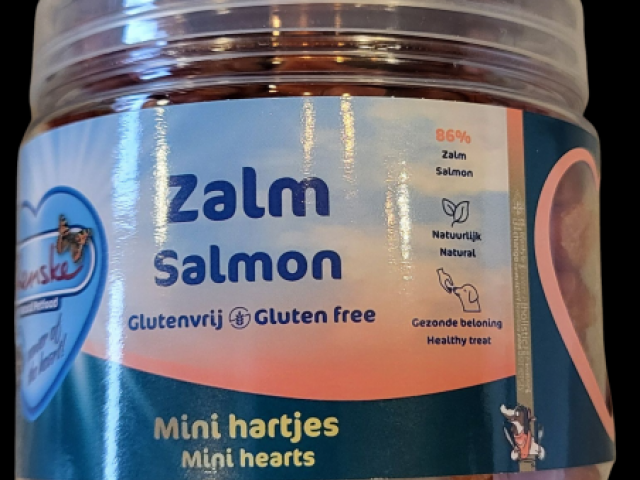 Zalm
Salmon
Glutenvrij Gluten free
Mini hartjes
Mini hearts
86%
Zalm
Salmon
Natuurlijk
Natural
Gezonde beloning
Healthy treat